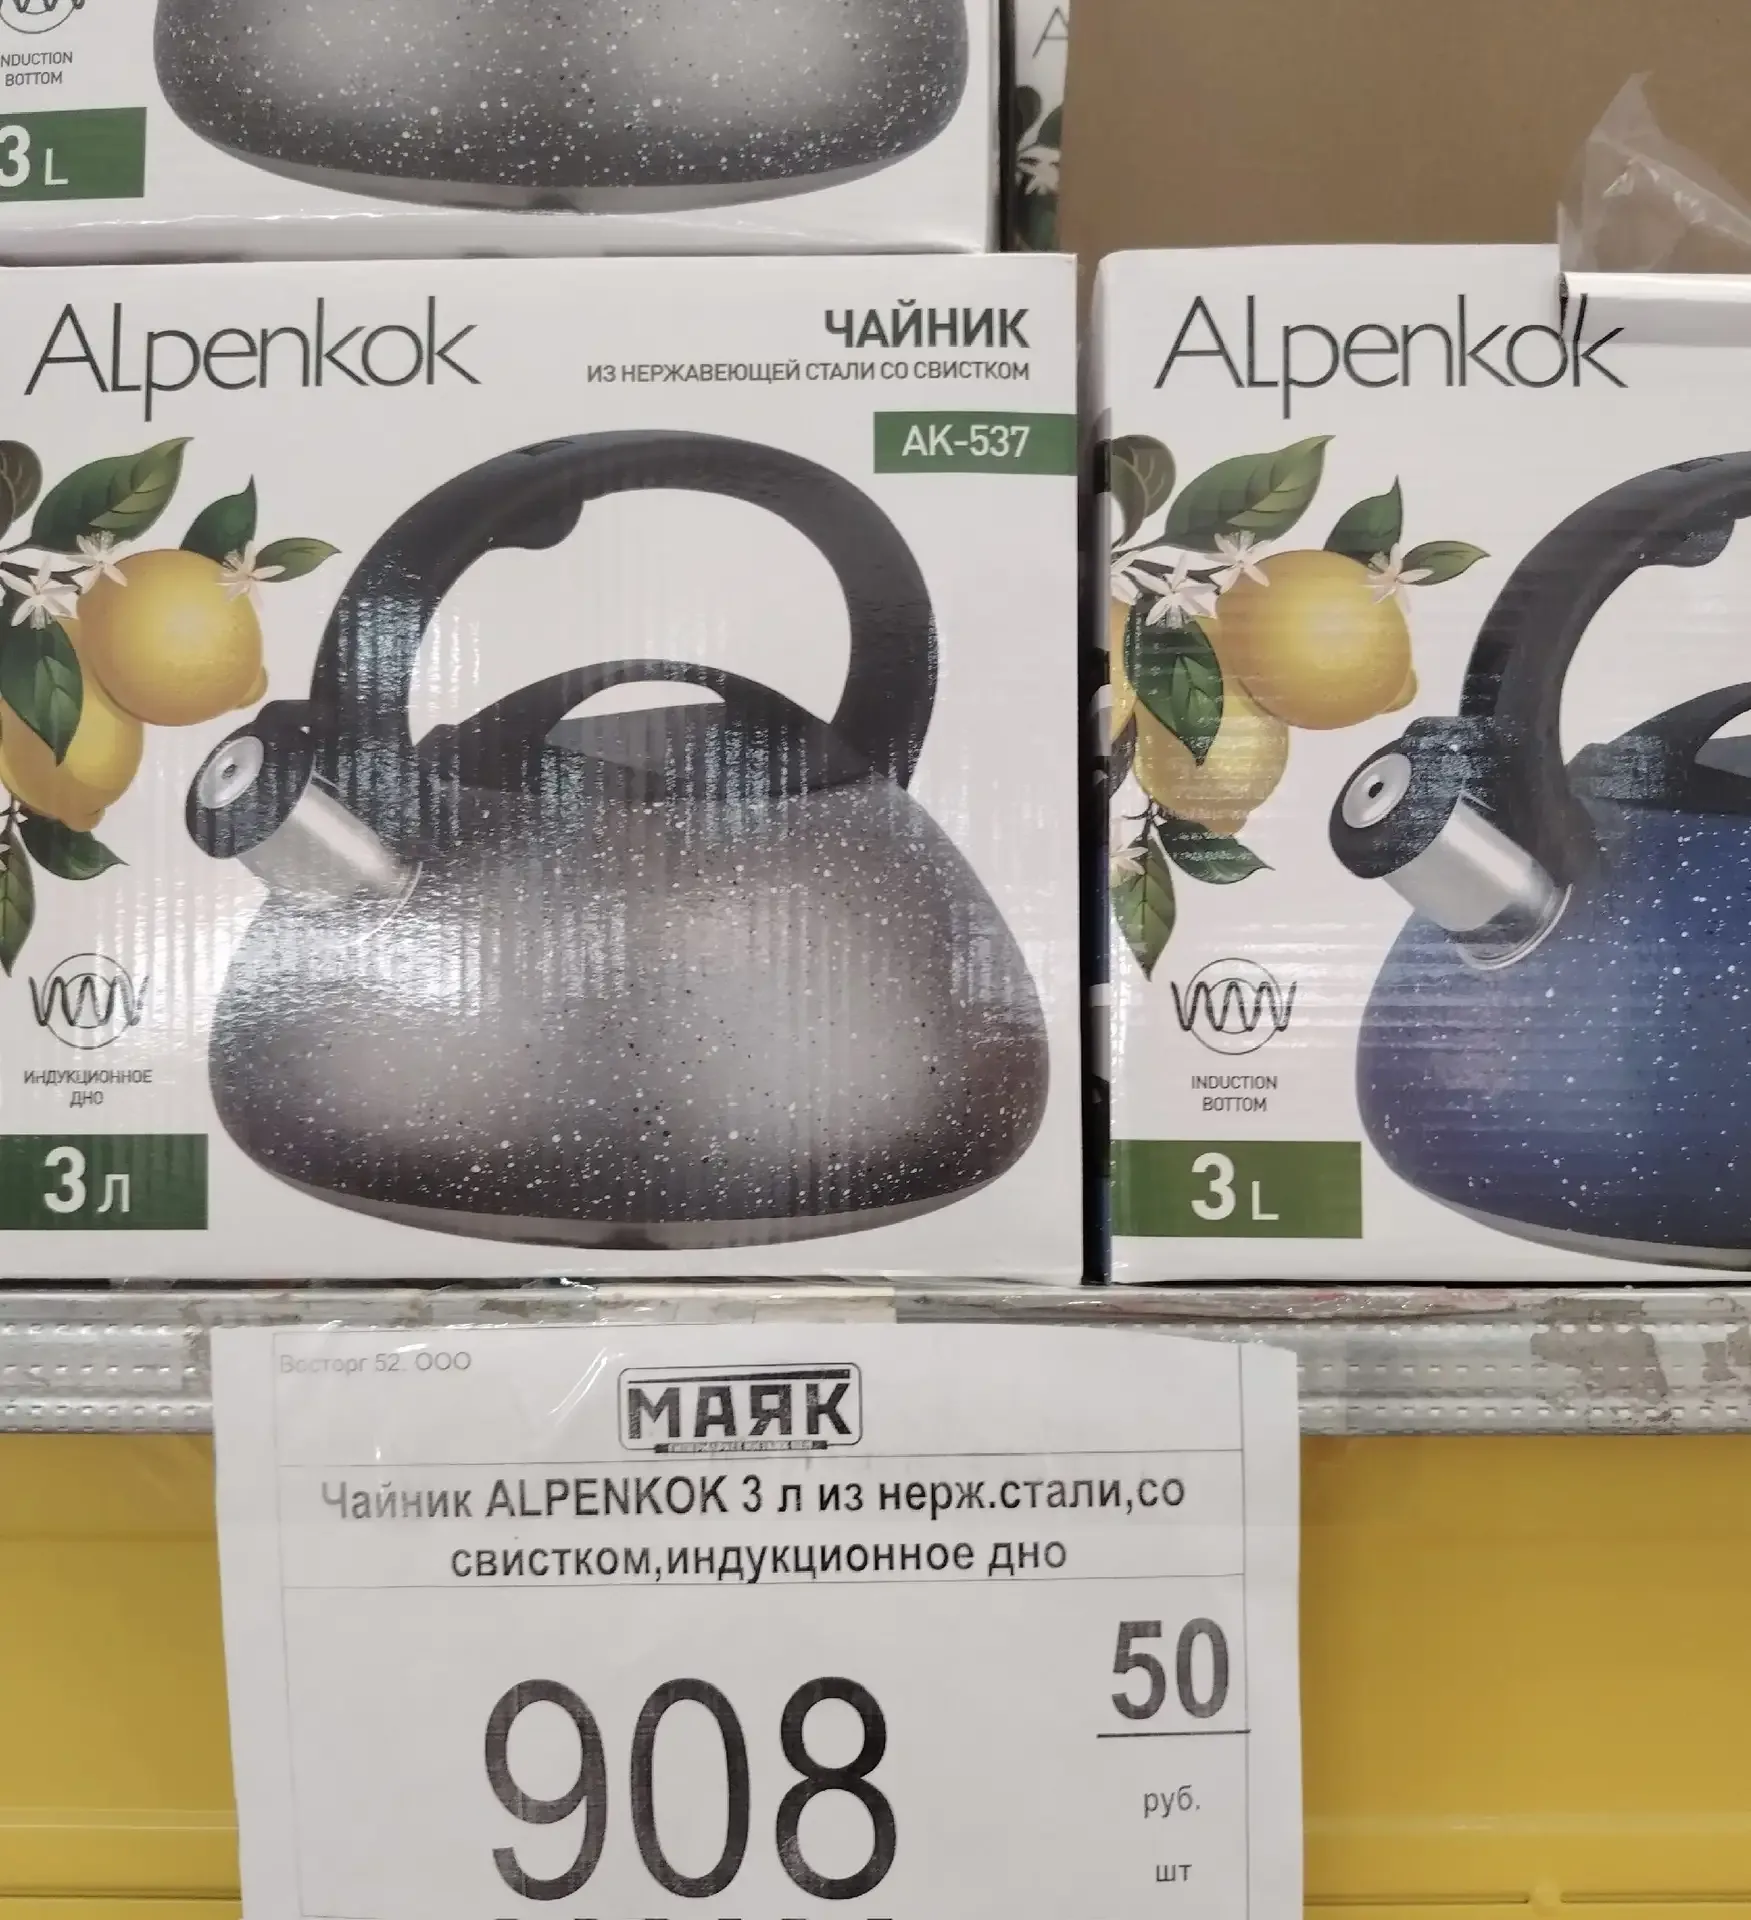 INDUCTION
BOTTOM
3 L
ALpenkok
ЧАЙНИК
ИЗ НЕРЖАВЕЮЩЕЙ СТАЛИ СО СВИСТКОМ
AK-537
ИНДУКЦИОННОЕ
ДНО
3 л
ALpenkok
INDUCTION
BOTTOM
3 L
Восторг 52. ООО
МАЯК
Чайник ALPENKOK 3 л из нерж.стали,со
свистком,индукционное дно
908
50
руб.
шт